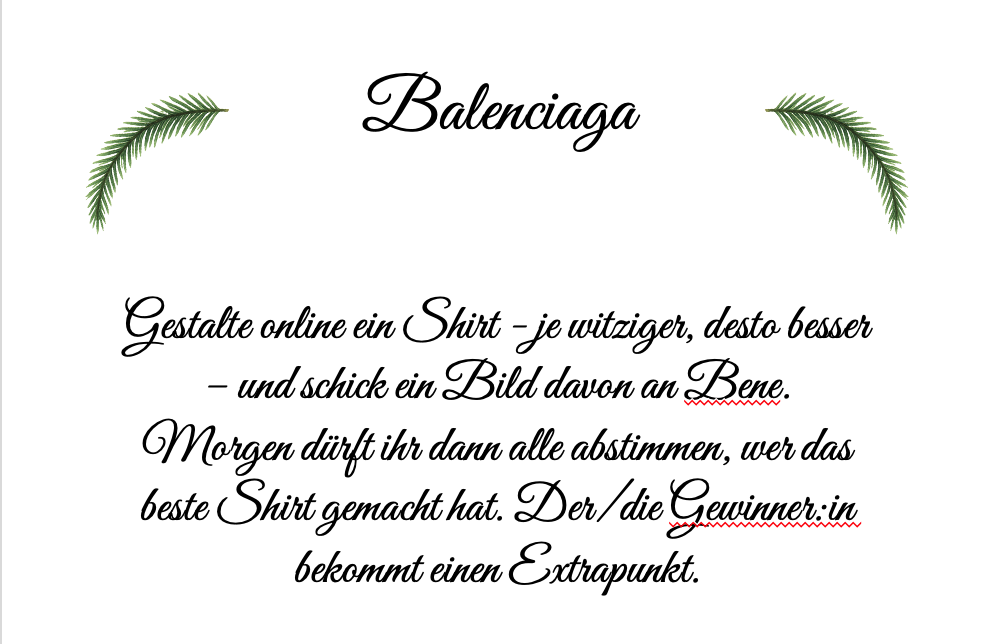 Balenciaga
Gestalte online ein Shirt - je witziger, desto besser
– und schick ein Bild davon an Bene.
Morgen dürft ihr dann alle abstimmen, wer das
beste Shirt gemacht hat. Der/die Gewinner:in
bekommt einen Extrapunkt.